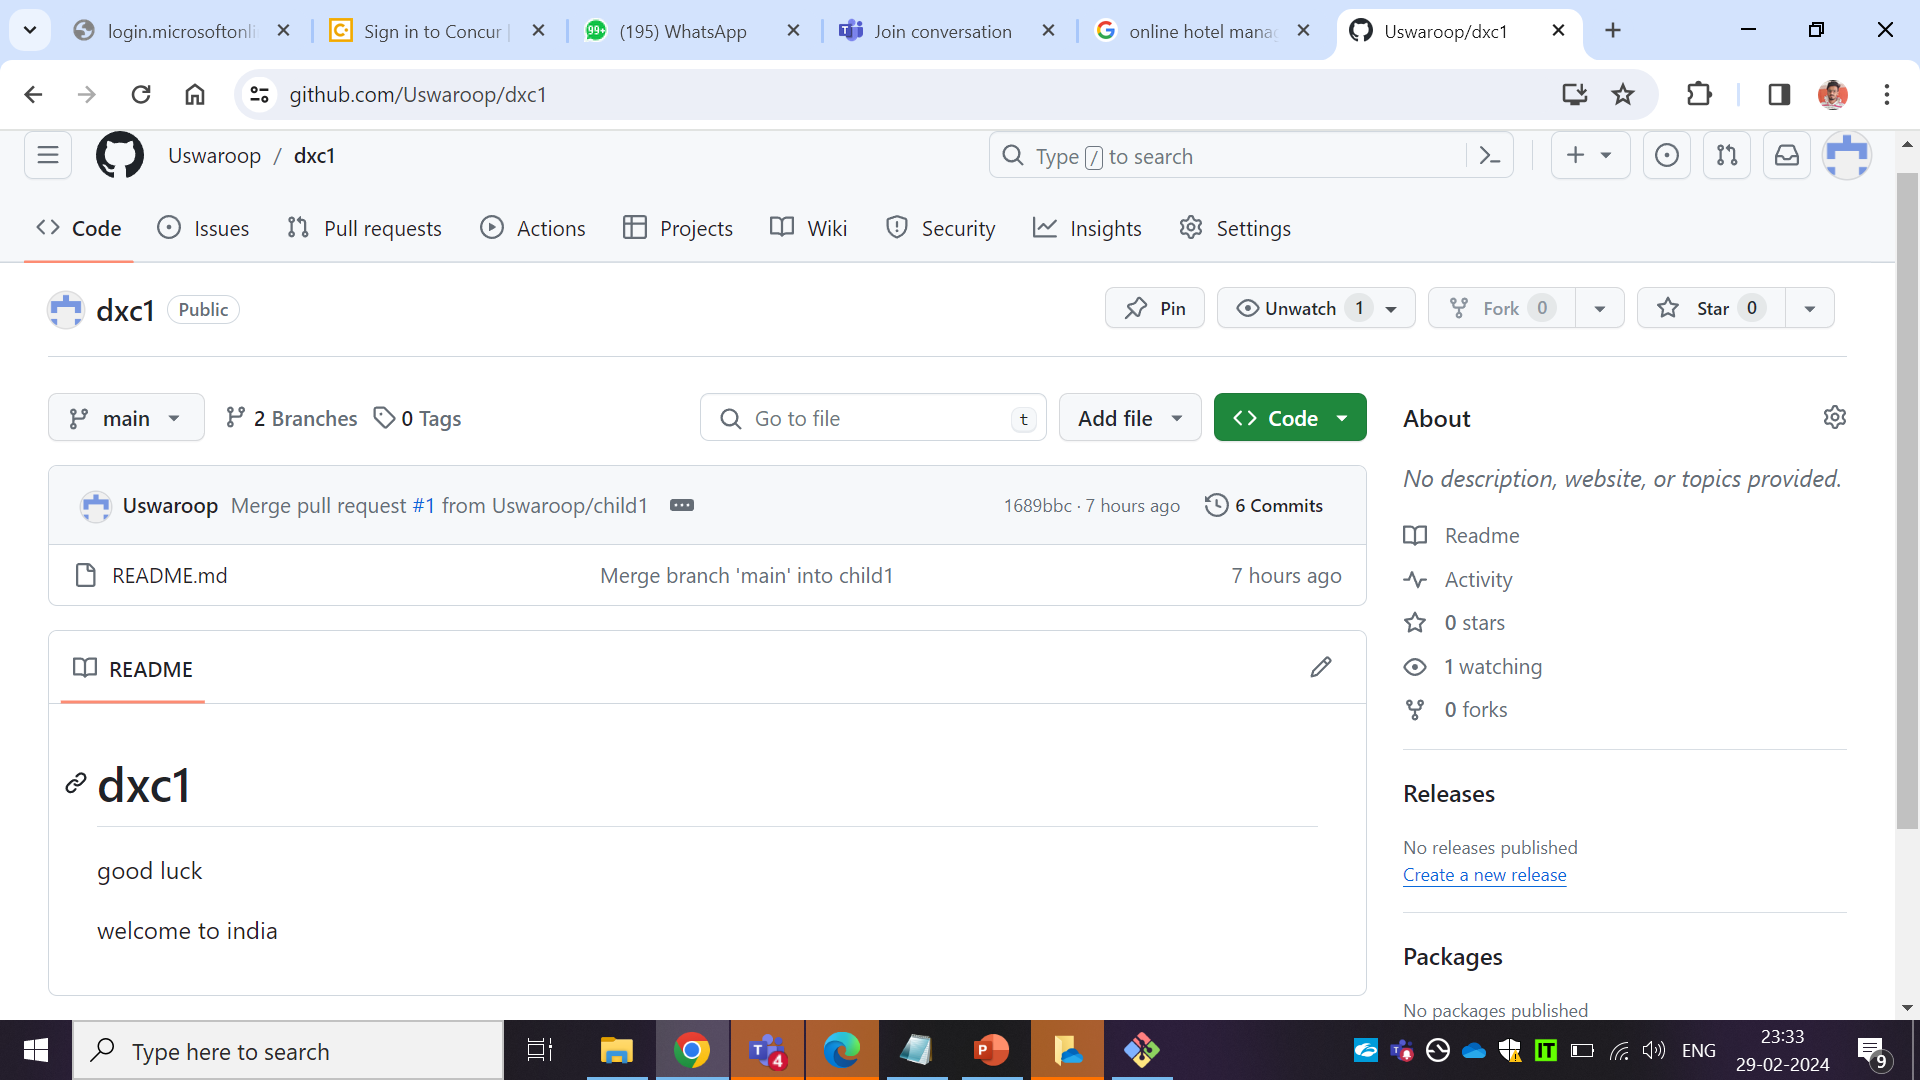 login.microsoftonli
Sign in to Concur
(195) WhatsApp
Join conversation
online hotel mana
Uswaroop/dxc1
github.com/Uswaroop/dxc1
Uswaroop / dxc1
Type / to search
Code
Issues
Pull requests
Actions
Projects
Wiki
Security
Insights
Settings
dxc1 Public
Pin
Unwatch 1
Fork 0
Star 0
main
2 Branches
0 Tags
Go to file t
Add file
Code
Uswaroop Merge pull request #1 from Uswaroop/child1
1689bbc · 7 hours ago
6 Commits
README.md
Merge branch 'main' into child1
7 hours ago
README
dxc1
good luck
welcome to india
About
No description, website, or topics provided.
Readme
Activity
0 stars
1 watching
0 forks
Releases
No releases published
Create a new release
Packages
No packages published
Type here to search
4
ENG
23:33
29-02-2024
9